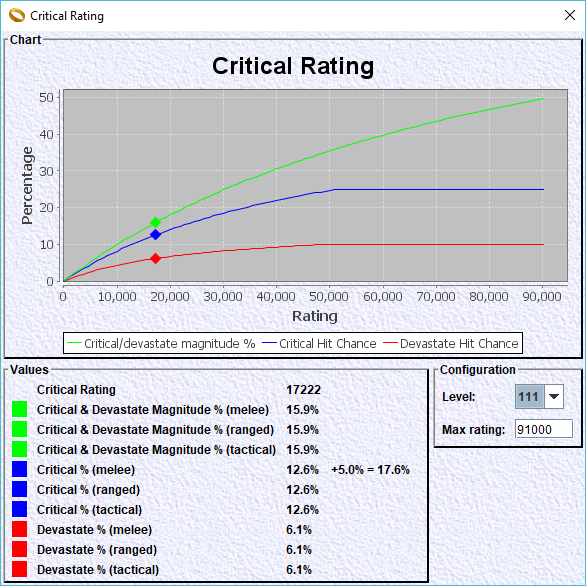 Critical Rating
Chart
Critical Rating
50
40
30
20
10
0
Percentage
0 10,000 20,000 30,000 40,000 50,000 60,000 70,000 80,000 90,000
Rating
Critical/devastate magnitude % Critical Hit Chance Devastate Hit Chance
Values
Critical Rating 17222
Critical & Devastate Magnitude % (melee) 15.9%
Critical & Devastate Magnitude % (ranged) 15.9%
Critical & Devastate Magnitude % (tactical) 15.9%
Critical % (melee) 12.6% +5.0% = 17.6%
Critical % (ranged) 12.6%
Critical % (tactical) 12.6%
Devastate % (melee) 6.1%
Devastate % (ranged) 6.1%
Devastate % (tactical) 6.1%
Configuration
Level: 111
Max rating: 91000